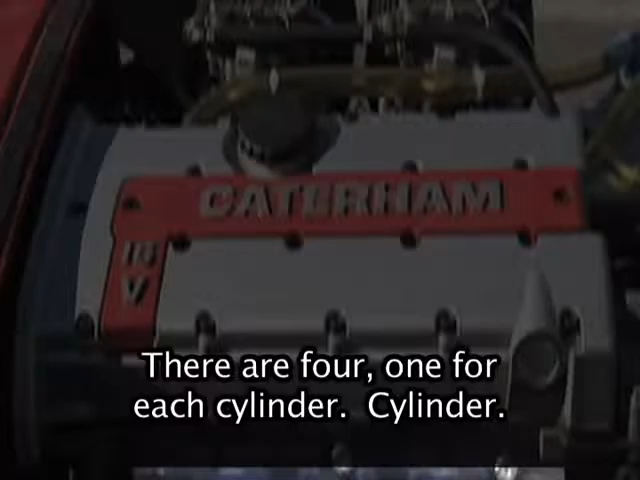 CATERHAM
16
V
There are four, one for
each cylinder.  Cylinder.